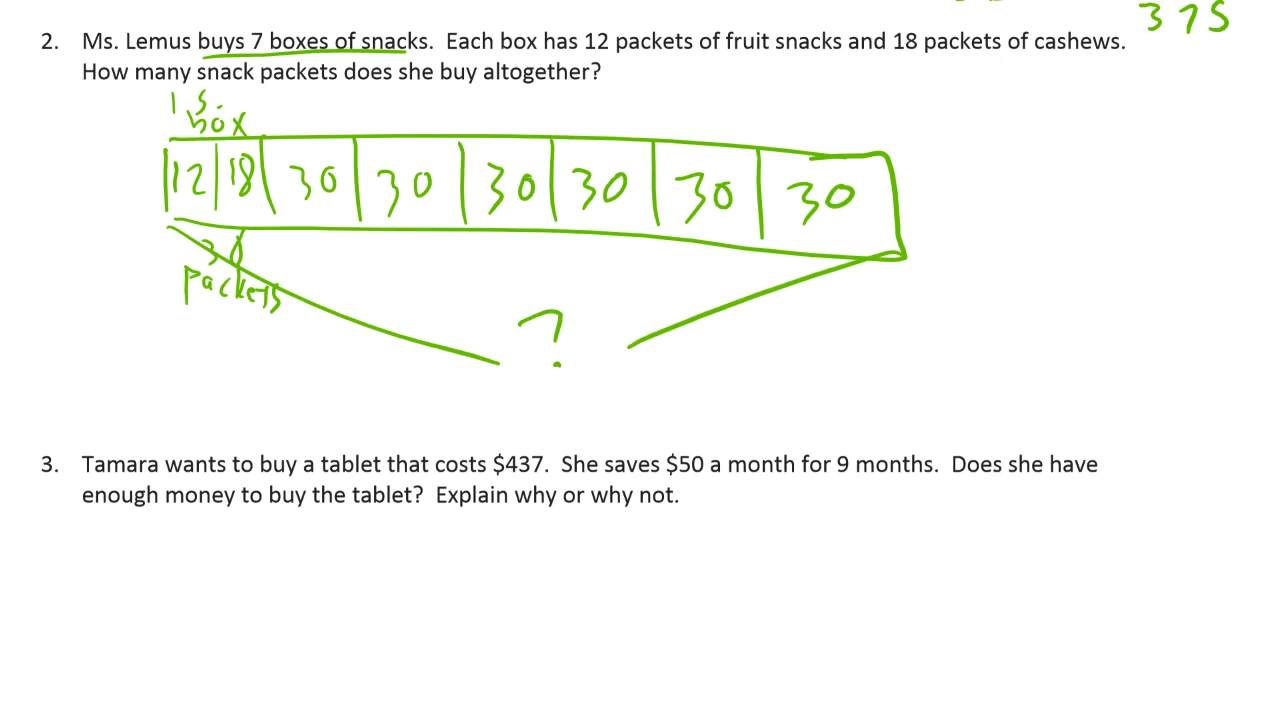 375
2. Ms. Lemus buys 7 boxes of snacks. Each box has 12 packets of fruit snacks and 18 packets of cashews.
How many snack packets does she buy altogether?
1 s.
box
12 18 30 30 30 30 30 30
30
packets
?
3. Tamara wants to buy a tablet that costs $437. She saves $50 a month for 9 months. Does she have
enough money to buy the tablet? Explain why or why not.